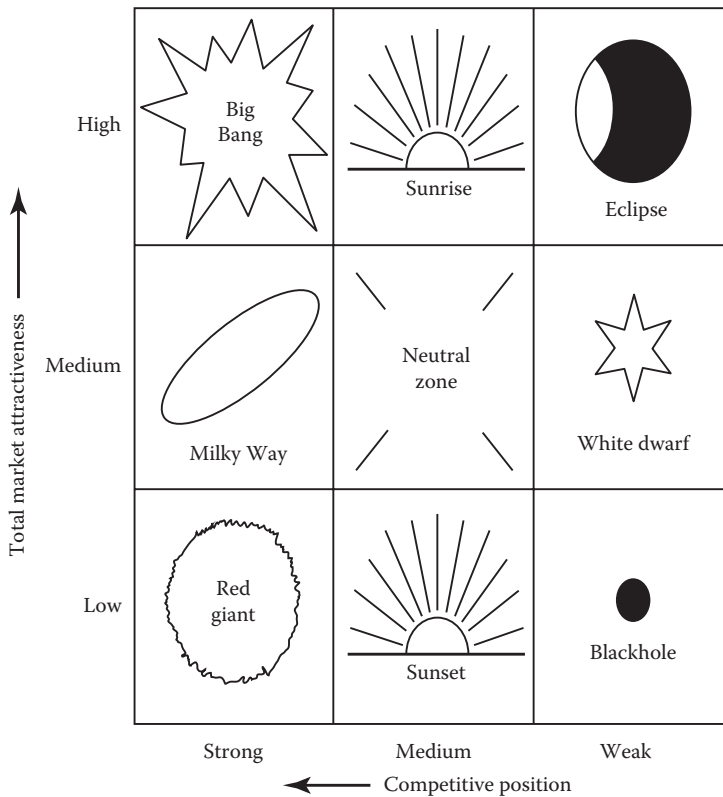 Total market attractiveness
High
Big
Bang
Sunrise
Eclipse
Medium
Milky Way
Neutral
zone
White dwarf
Low
Red
giant
Sunset
Blackhole
Strong
Medium
Weak
Competitive position